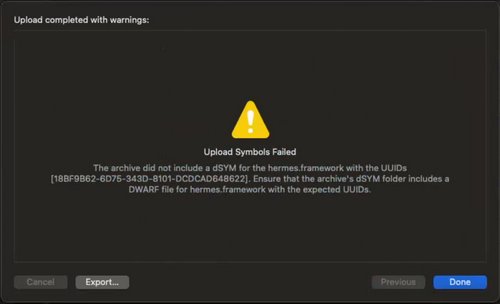 Upload completed with warnings:
Upload Symbols Failed
The archive did not include a dSYM for the hermes.framework with the UUIDs
[18BF9B62-6D75-343D-8101-DCDCAD648622]. Ensure that the archive's dSYM folder includes a
DWARF file for hermes.framework with the expected UUIDs.
Cancel
Export...
Previous
Done